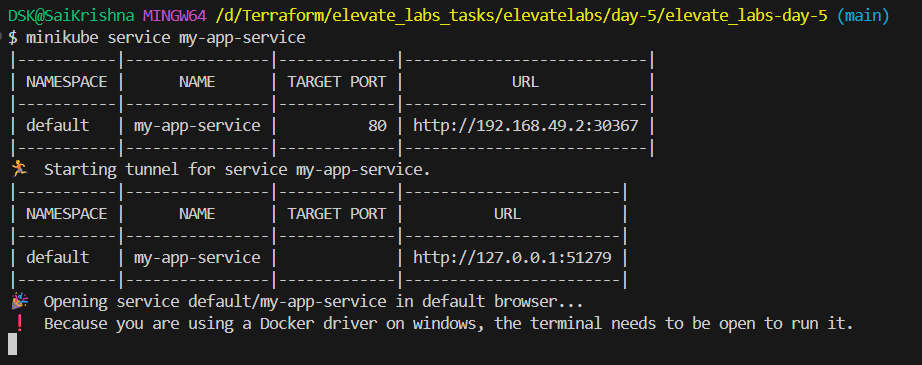 DSK@SaiKrishna MINGW64 /d/Terraform/elevate_labs_tasks/elevatelabs/day-5/elevate_labs-day-5 (main)
$ minikube service my-app-service
|-----------|----------------|-------------|---------------------------|
| NAMESPACE |      NAME      | TARGET PORT |            URL            |
|-----------|----------------|-------------|---------------------------|
| default   | my-app-service |          80 | http://192.168.49.2:30367 |
|-----------|----------------|-------------|---------------------------|
🏃  Starting tunnel for service my-app-service.
|-----------|----------------|-------------|------------------------|
| NAMESPACE |      NAME      | TARGET PORT |          URL           |
|-----------|----------------|-------------|------------------------|
| default   | my-app-service |             | http://127.0.0.1:51279 |
|-----------|----------------|-------------|------------------------|
🎉  Opening service default/my-app-service in default browser...
❗  Because you are using a Docker driver on windows, the terminal needs to be open to run it.